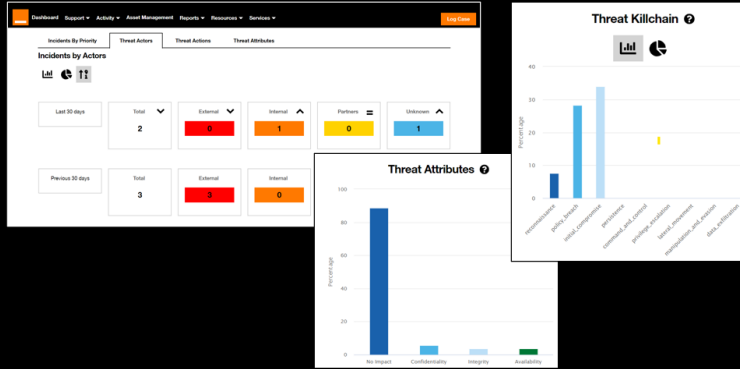 Dashboard Support Activity Asset Management Reports Resources Services Log Case
Incidents By Priority Threat Actors Threat Actions Threat Attributes
Incidents by Actors
Last 30 days Total External Internal Partners Unknown
2 0 1 0 1
Previous 30 days Total External Internal
3 3 0
Threat Attributes ?
100
80
60
40
20
0
Percentage
No Impact Confidentiality Integrity Availability
Threat Killchain ?
40
30
20
10
0
Percentage
reconnaissance
policy_breach
initial_compromise
persistence
command_and_control
privilege_escalation
lateral_movement
manipulation_and_evasion
data_exfiltration